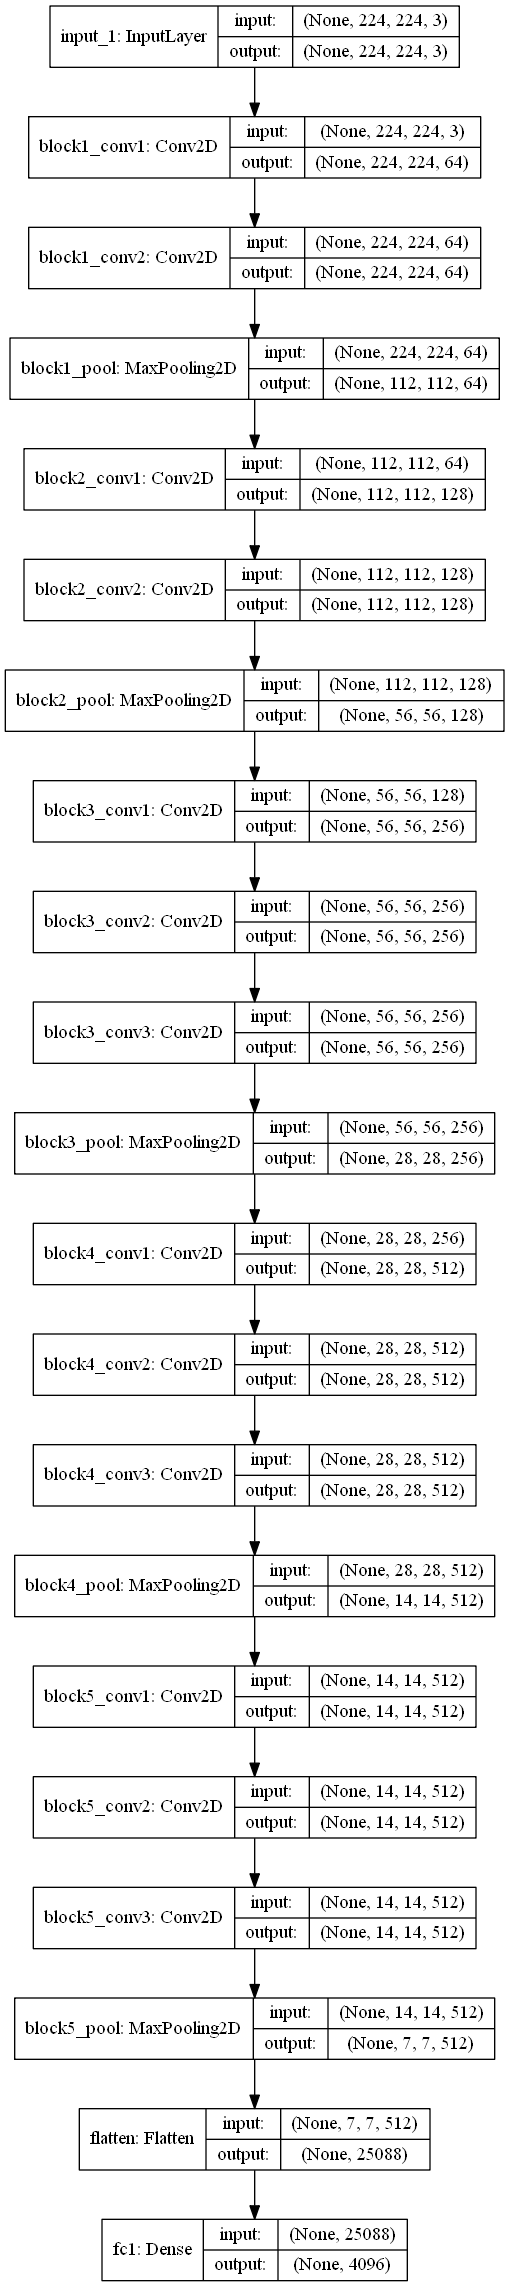 input_1: InputLayer
input:
(None, 224, 224, 3)
output:
(None, 224, 224, 3)
block1_conv1: Conv2D
input:
(None, 224, 224, 3)
output:
(None, 224, 224, 64)
block1_conv2: Conv2D
input:
(None, 224, 224, 64)
output:
(None, 224, 224, 64)
block1_pool: MaxPooling2D
input:
(None, 224, 224, 64)
output:
(None, 112, 112, 64)
block2_conv1: Conv2D
input:
(None, 112, 112, 64)
output:
(None, 112, 112, 128)
block2_conv2: Conv2D
input:
(None, 112, 112, 128)
output:
(None, 112, 112, 128)
block2_pool: MaxPooling2D
input:
(None, 112, 112, 128)
output:
(None, 56, 56, 128)
block3_conv1: Conv2D
input:
(None, 56, 56, 128)
output:
(None, 56, 56, 256)
block3_conv2: Conv2D
input:
(None, 56, 56, 256)
output:
(None, 56, 56, 256)
block3_conv3: Conv2D
input:
(None, 56, 56, 256)
output:
(None, 56, 56, 256)
block3_pool: MaxPooling2D
input:
(None, 56, 56, 256)
output:
(None, 28, 28, 256)
block4_conv1: Conv2D
input:
(None, 28, 28, 256)
output:
(None, 28, 28, 512)
block4_conv2: Conv2D
input:
(None, 28, 28, 512)
output:
(None, 28, 28, 512)
block4_conv3: Conv2D
input:
(None, 28, 28, 512)
output:
(None, 28, 28, 512)
block4_pool: MaxPooling2D
input:
(None, 28, 28, 512)
output:
(None, 14, 14, 512)
block5_conv1: Conv2D
input:
(None, 14, 14, 512)
output:
(None, 14, 14, 512)
block5_conv2: Conv2D
input:
(None, 14, 14, 512)
output:
(None, 14, 14, 512)
block5_conv3: Conv2D
input:
(None, 14, 14, 512)
output:
(None, 14, 14, 512)
block5_pool: MaxPooling2D
input:
(None, 14, 14, 512)
output:
(None, 7, 7, 512)
flatten: Flatten
input:
(None, 7, 7, 512)
output:
(None, 25088)
fc1: Dense
input:
(None, 25088)
output:
(None, 4096)